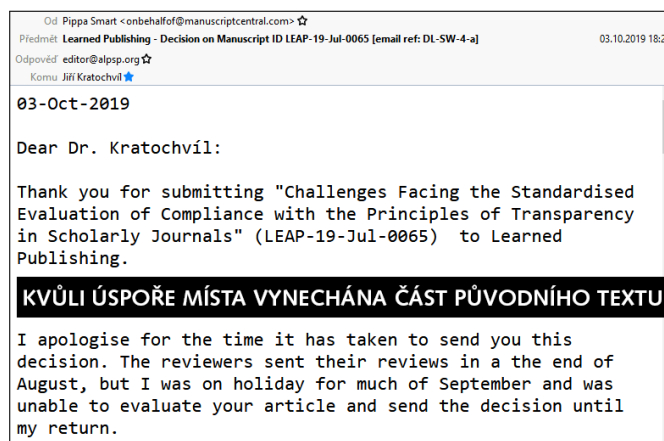 Od Pippa Smart <onbehalfof@manuscriptcentral.com>
Předmět Learned Publishing - Decision on Manuscript ID LEAP-19-Jul-0065 [email ref: DL-SW-4-a] 03.10.2019 18:2
Odpověď editor@alpsp.org
Komu Jiří Kratochvíl
03-Oct-2019
Dear Dr. Kratochvíl:
Thank you for submitting "Challenges Facing the Standardised
Evaluation of Compliance with the Principles of Transparency
in Scholarly Journals" (LEAP-19-Jul-0065) to Learned
Publishing.
KVŮLI ÚSPOŘE MÍSTA VYNECHÁNA ČÁST PŮVODNÍHO TEXTU
I apologise for the time it has taken to send you this
decision. The reviewers sent their reviews in a the end of
August, but I was on holiday for much of September and was
unable to evaluate your article and send the decision until
my return.